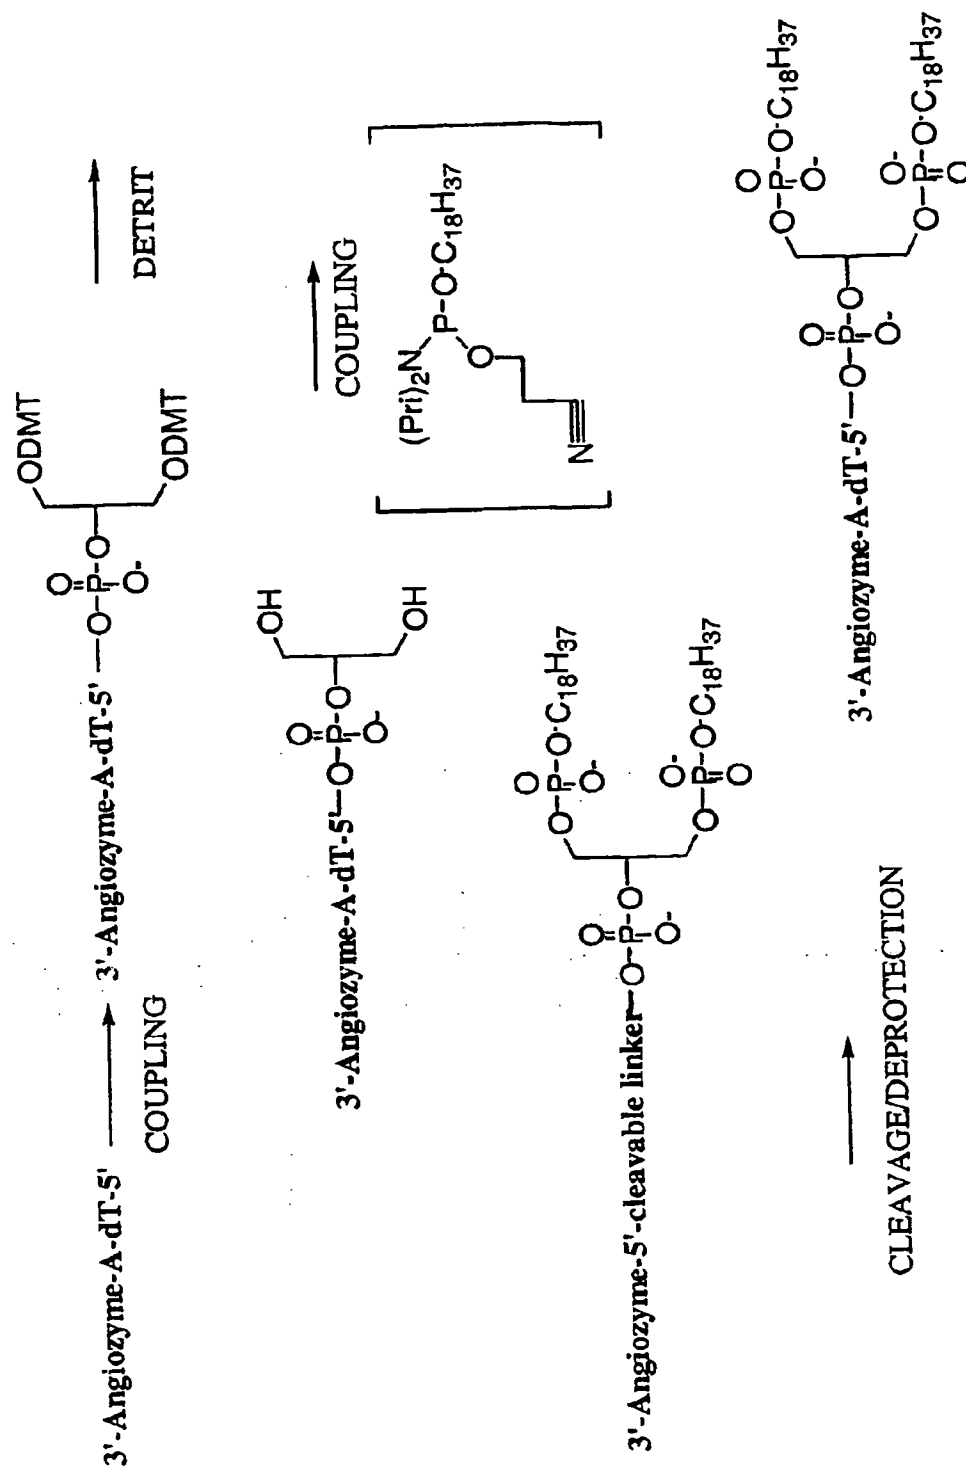 3'-Angiozyme-A-dT-5'
COUPLING
3'-Angiozyme-A-dT-5' —O-P-O
O
O-
ODMT
ODMT
DETRIT
3'-Angiozyme-A-dT-5'—O-P-O
O
O-
OH
OH
COUPLING
(Pri)2N
P-O-C18H37
O
N
3'-Angiozyme-5'-cleavable linker—O-P-O
O
O-
O-P-O-C18H37
O
O-
O-P-O-C18H37
O-
O
CLEAVAGE/DEPROTECTION
3'-Angiozyme-A-dT-5'—O-P-O
O
O-
O-P-O-C18H37
O
O-
O-P-O-C18H37
O-
O